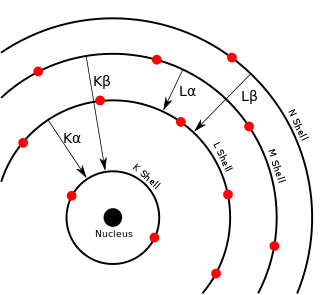 Kβ
Lα
Lβ
Kα
N Shell
M Shell
L Shell
K Shell
Nucleus